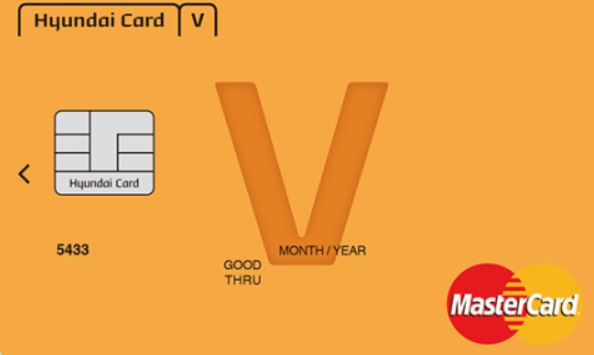 Hyundai Card V
V
Hyundai Card
5433
MONTH / YEAR
GOOD
THRU
MasterCard